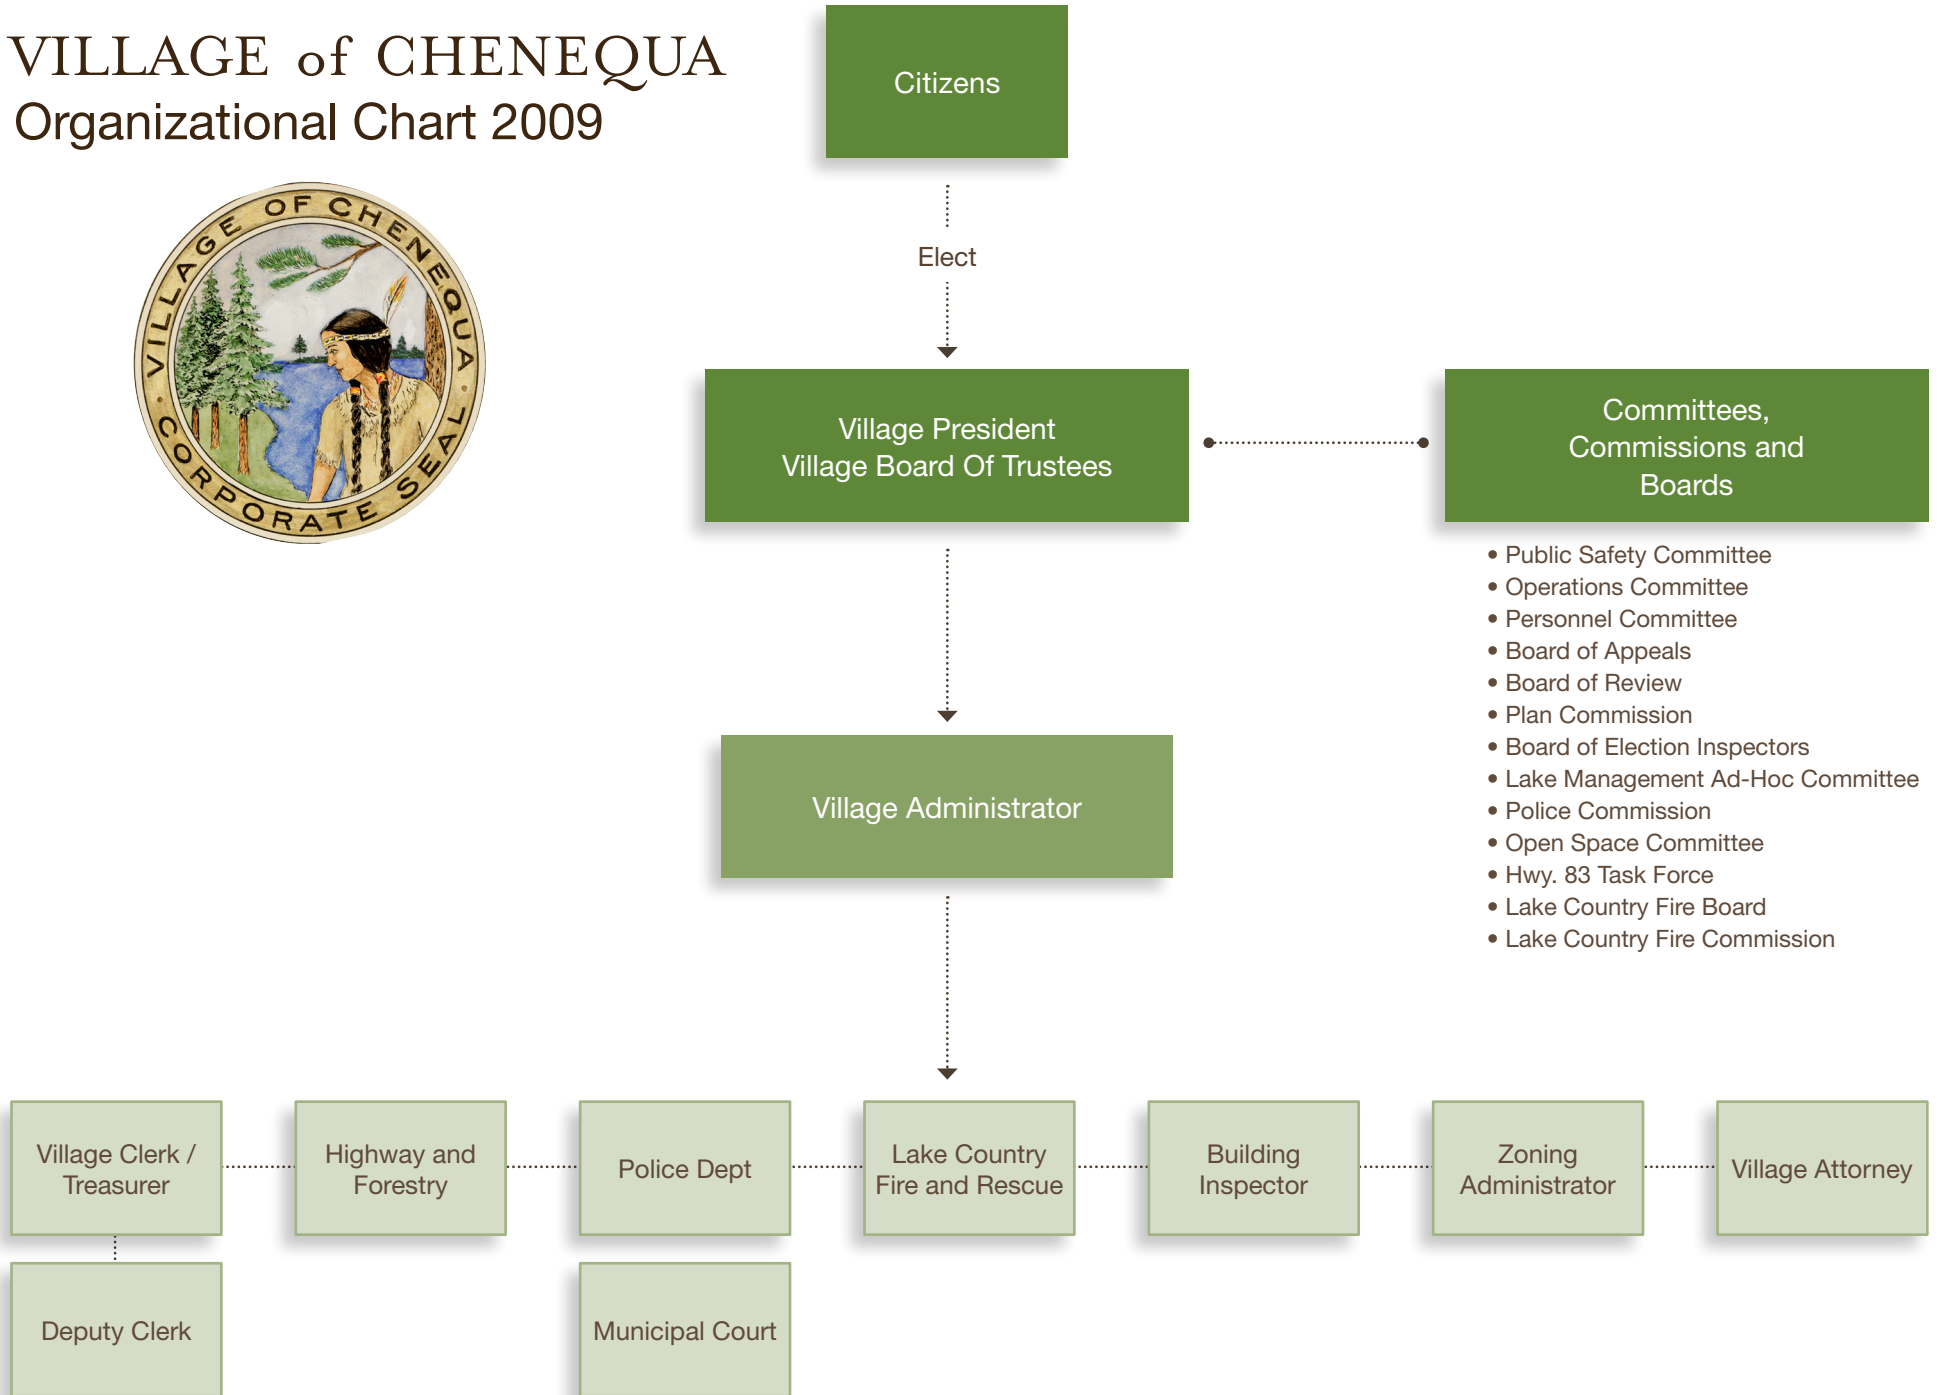 VILLAGE of CHENEQUA
Organizational Chart 2009
VILLAGE OF CHENEQUA
CORPORATE SEAL
Citizens
Elect
Village President
Village Board Of Trustees
Committees,
Commissions and
Boards
• Public Safety Committee
• Operations Committee
• Personnel Committee
• Board of Appeals
• Board of Review
• Plan Commission
• Board of Election Inspectors
• Lake Management Ad-Hoc Committee
• Police Commission
• Open Space Committee
• Hwy. 83 Task Force
• Lake Country Fire Board
• Lake Country Fire Commission
Village Administrator
Village Clerk /
Treasurer
Highway and
Forestry
Police Dept
Lake Country
Fire and Rescue
Building
Inspector
Zoning
Administrator
Village Attorney
Deputy Clerk
Municipal Court